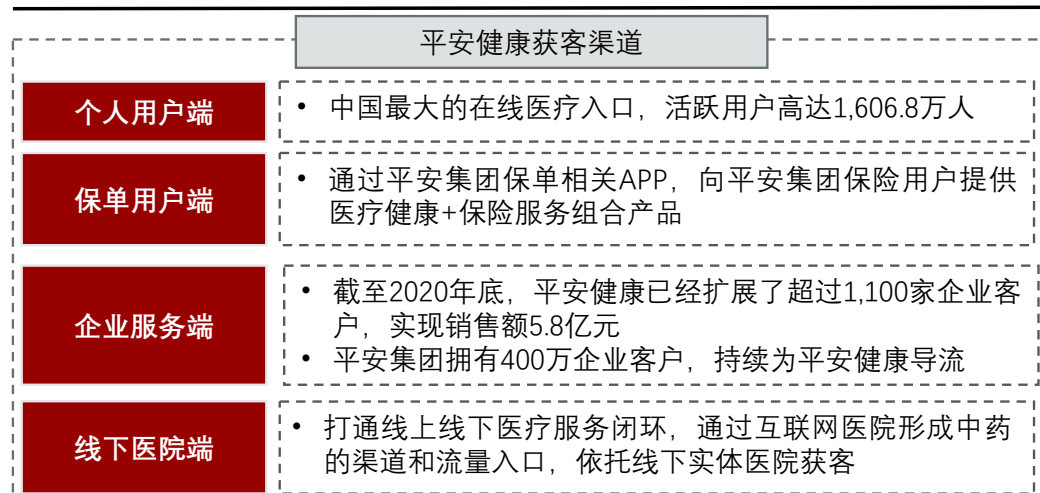 平安健康获客渠道
个人用户端
• 中国最大的在线医疗入口，活跃用户高达1,606.8万人
保单用户端
• 通过平安集团保单相关APP，向平安集团保险用户提供
医疗健康+保险服务组合产品
企业服务端
• 截至2020年底，平安健康已经扩展了超过1,100家企业客
户，实现销售额5.8亿元
• 平安集团拥有400万企业客户，持续为平安健康导流
线下医院端
• 打通线上线下医疗服务闭环，通过互联网医院形成中药
的渠道和流量入口，依托线下实体医院获客